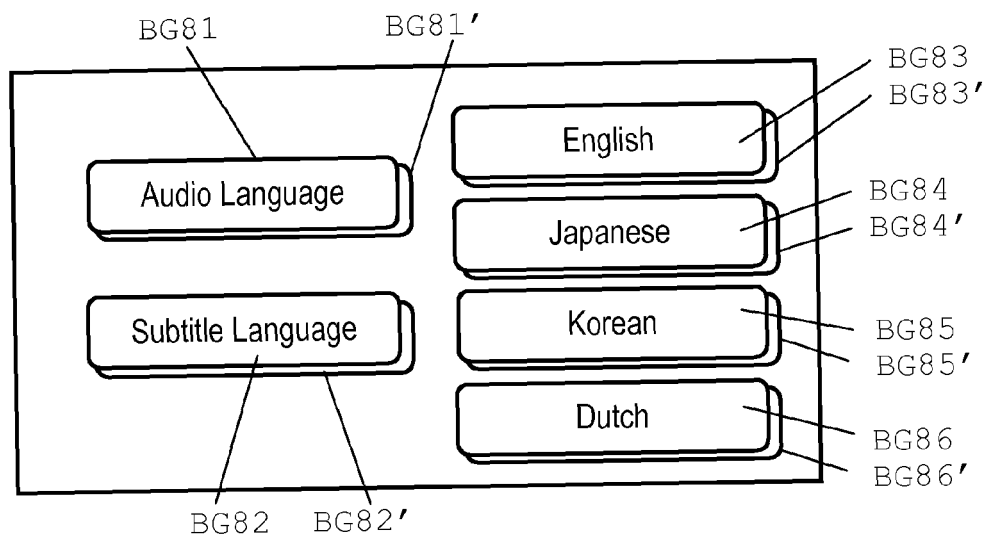 BG81
BG81'
BG83
BG83'
English
Audio Language
BG84
BG84'
Japanese
Subtitle Language
Korean
BG85
BG85'
Dutch
BG86
BG86'
BG82
BG82'